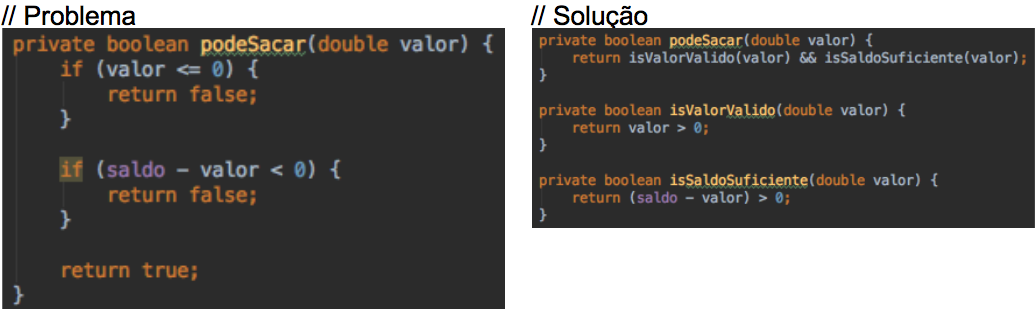 // Problema
private boolean podeSacar(double valor) {
    if (valor <= 0) {
        return false;
    }
    if (saldo - valor < 0) {
        return false;
    }
    return true;
}
// Solução
private boolean podeSacar(double valor) {
    return isValorValido(valor) && isSaldoSuficiente(valor);
}
private boolean isValorValido(double valor) {
    return valor > 0;
}
private boolean isSaldoSuficiente(double valor) {
    return (saldo - valor) > 0;
}